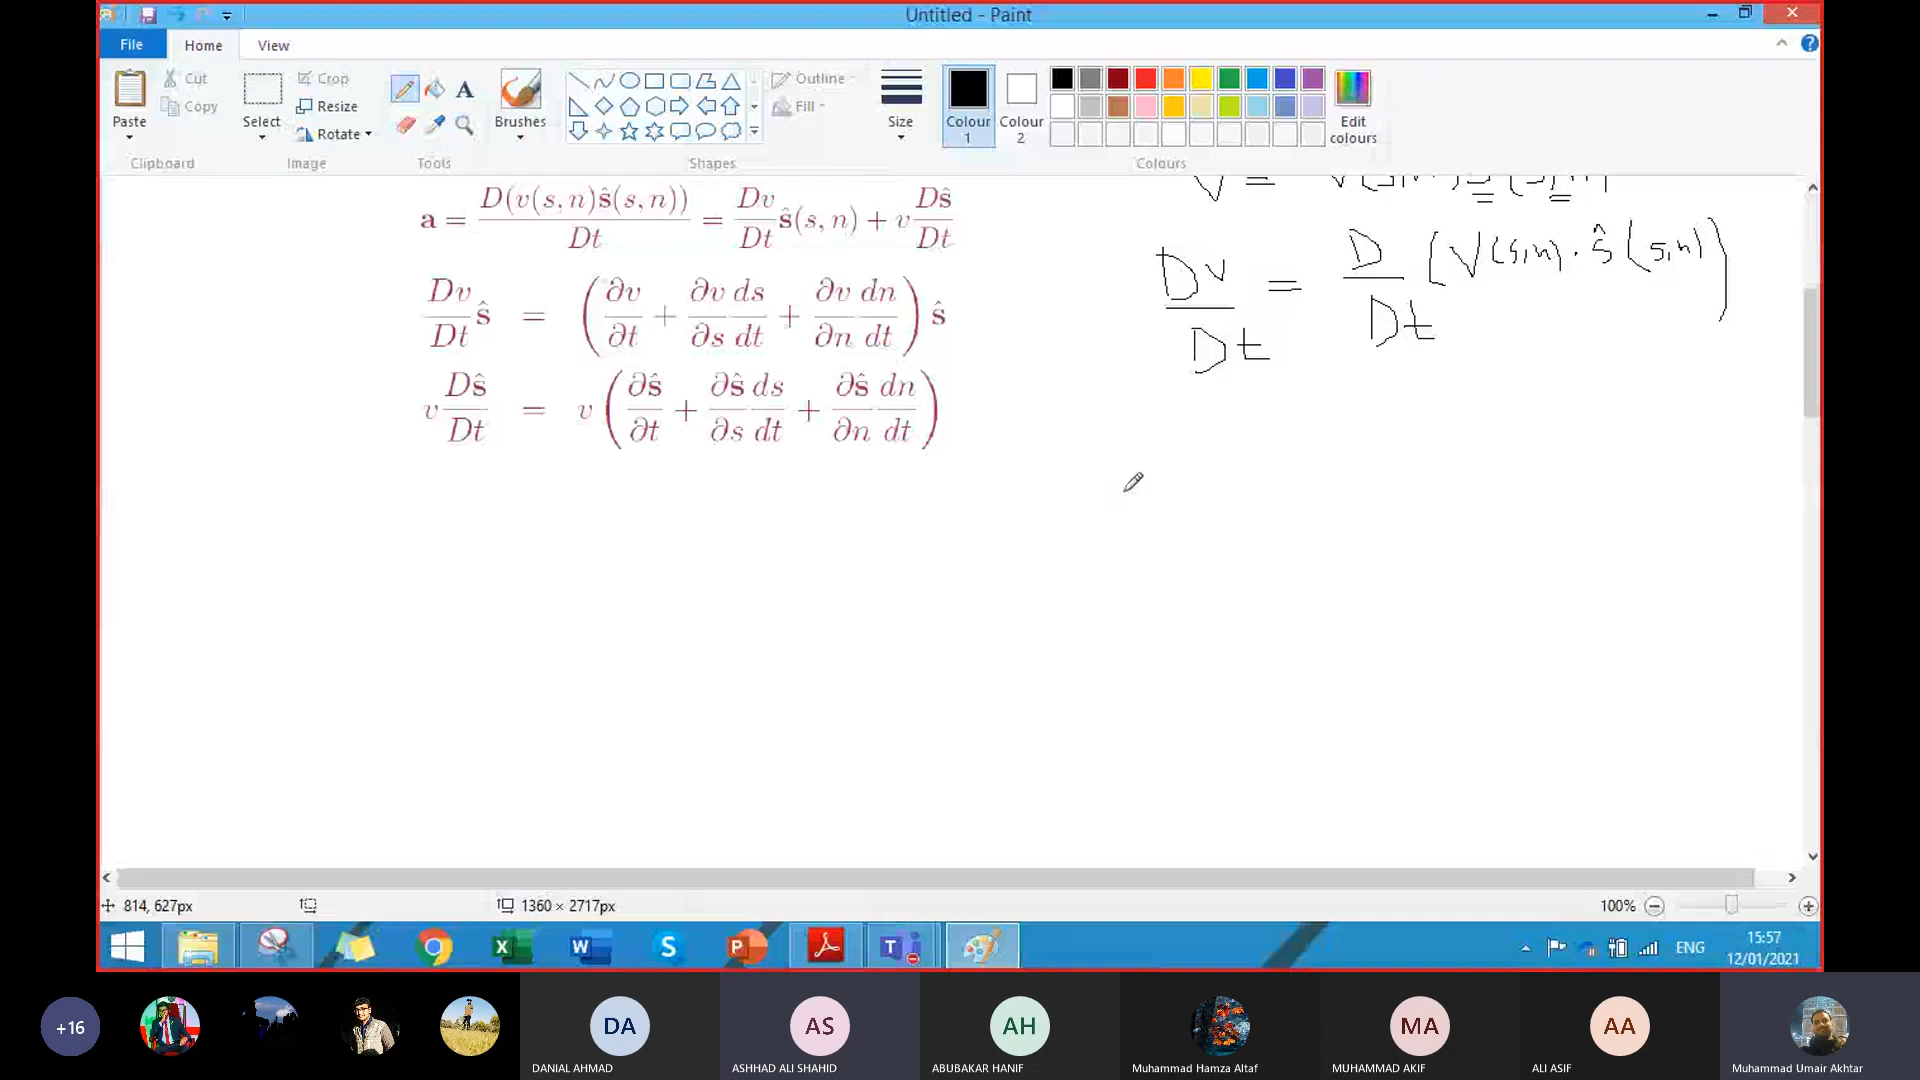 Untitled - Paint
File Home View
Paste Cut Copy Select Crop Resize Rotate A Brushes Outline Fill Size Colour 1 Colour 2 Edit colours
Clipboard Image Tools Shapes Colours
a = D(v(s,n)ŝ(s,n))/Dt = Dv/Dt ŝ(s,n) + v Dŝ/Dt
Dv/Dt ŝ = (∂v/∂t + ∂v/∂s ds/dt + ∂v/∂n dn/dt) ŝ
v Dŝ/Dt = v (∂ŝ/∂t + ∂ŝ/∂s ds/dt + ∂ŝ/∂n dn/dt)
Dv/Dt = D/Dt (V(s,n) · ŝ(s,n))
814, 627px 1360 × 2717px 100%
ENG 15:57
12/01/2021
+16 DA AS AH MA AA
DANIAL AHMAD ASHHAD ALI SHAHID ABUBAKAR HANIF Muhammad Hamza Altaf MUHAMMAD AKIF ALI ASIF Muhammad Umair Akhtar